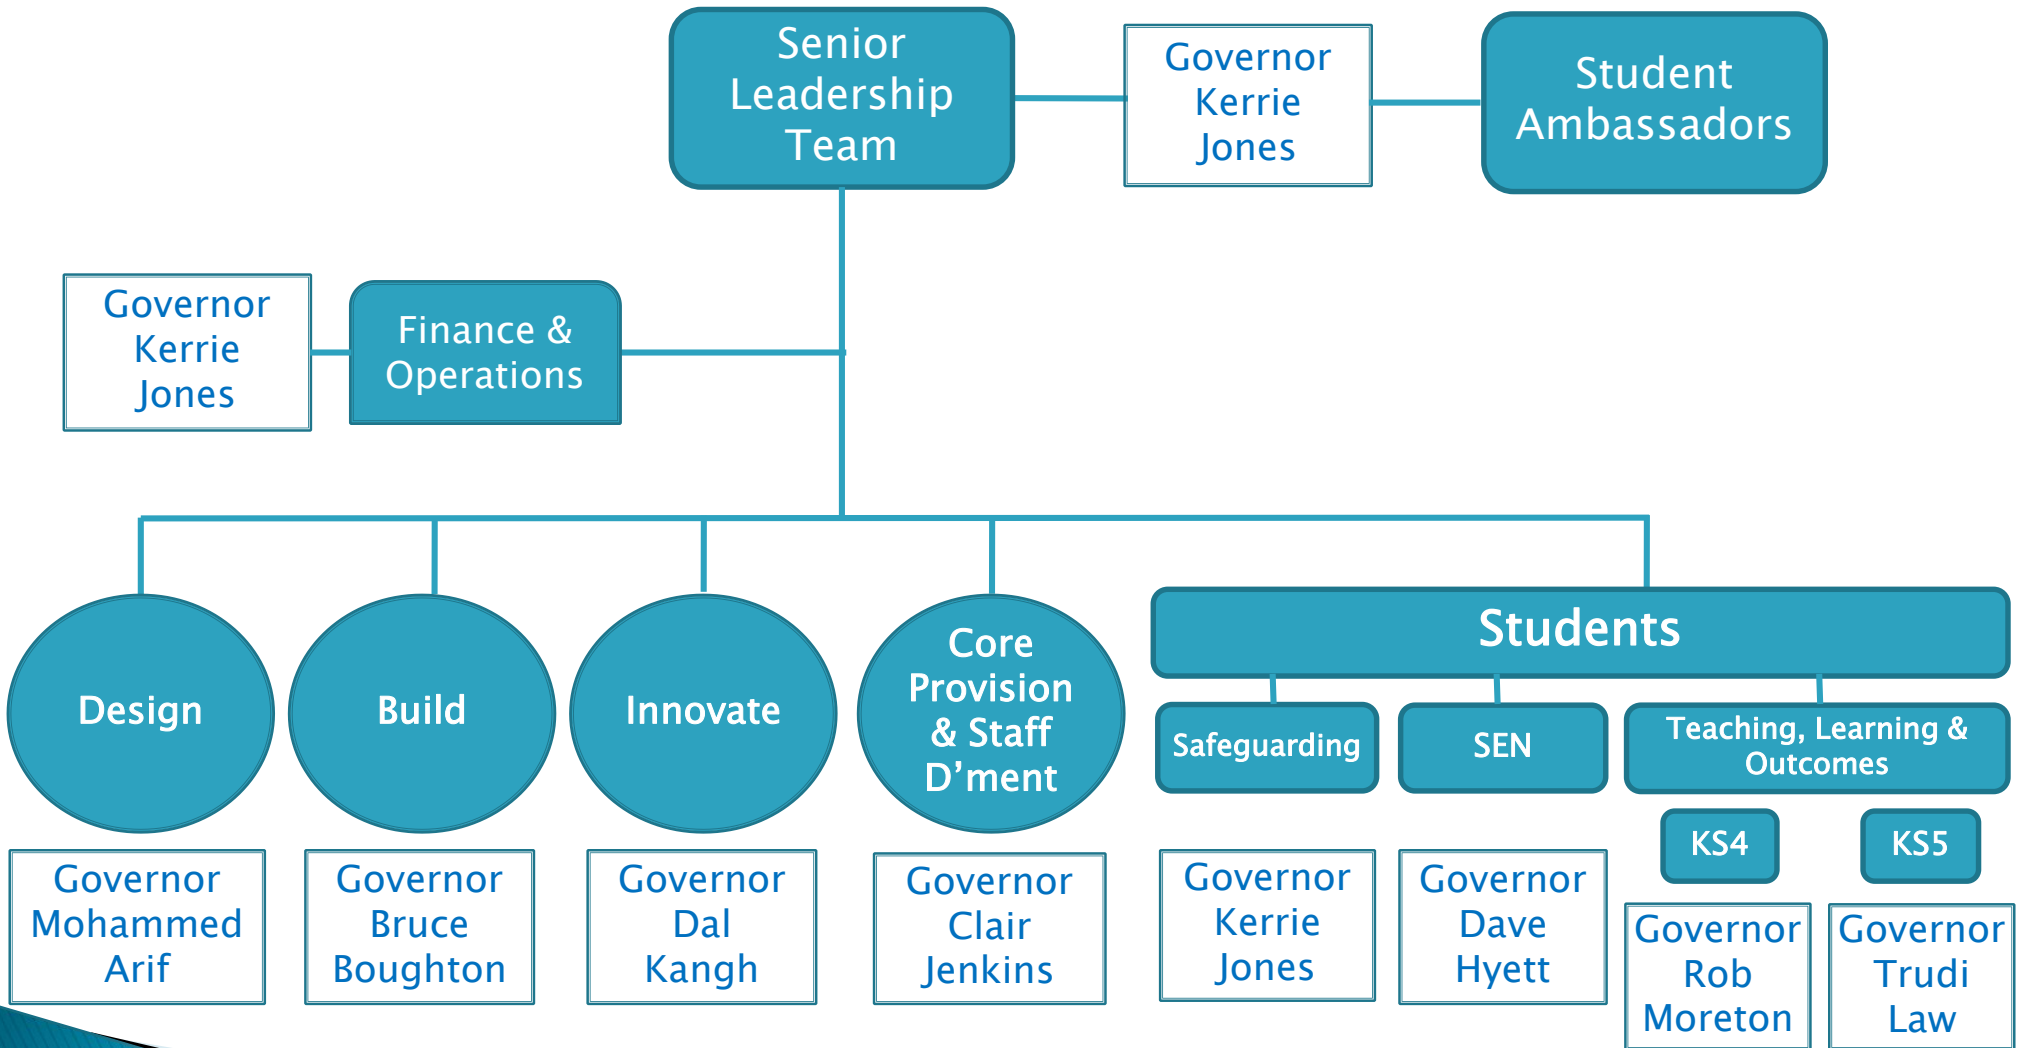 Senior
Leadership
Team
Governor
Kerrie
Jones
Student
Ambassadors
Governor
Kerrie
Jones
Finance &
Operations
Design
Build
Innovate
Core
Provision
& Staff
D’ment
Students
Safeguarding
SEN
Teaching, Learning &
Outcomes
KS4
KS5
Governor
Mohammed
Arif
Governor
Bruce
Boughton
Governor
Dal
Kangh
Governor
Clair
Jenkins
Governor
Kerrie
Jones
Governor
Dave
Hyett
Governor
Rob
Moreton
Governor
Trudi
Law